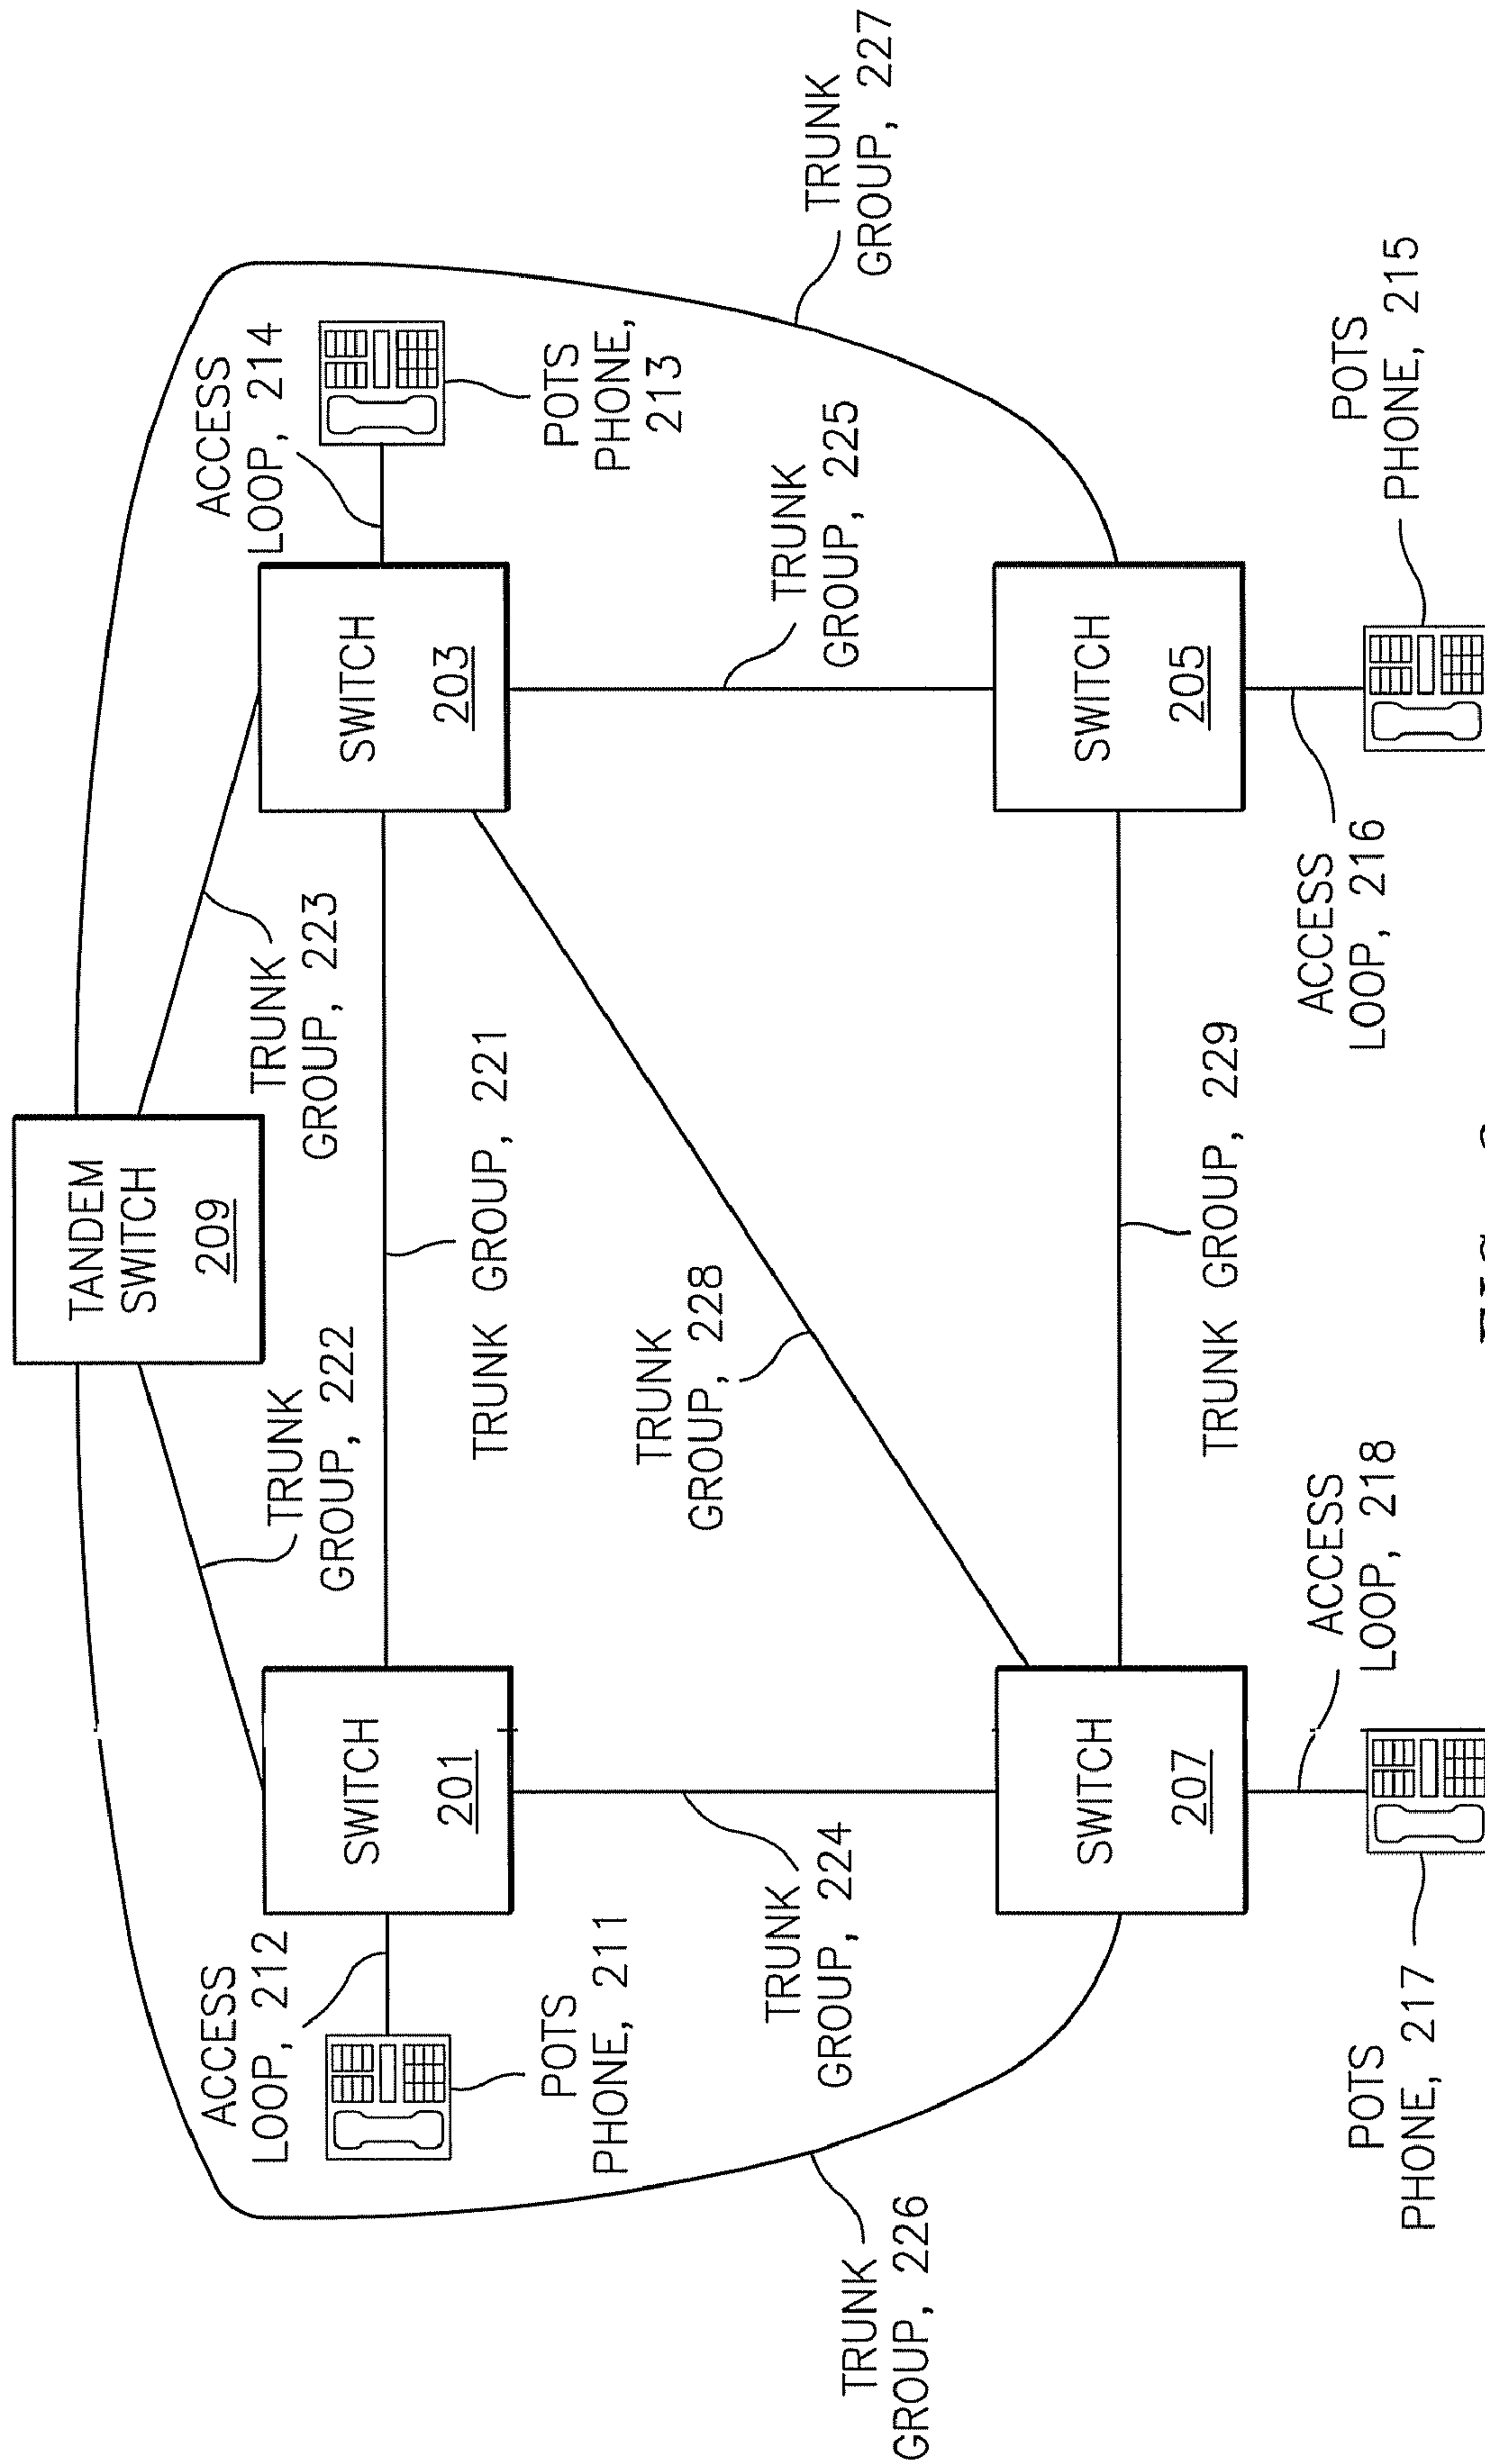 TANDEM
SWITCH
209
TRUNK
GROUP, 222
TRUNK
GROUP, 223
ACCESS
LOOP, 212
SWITCH
201
POTS
PHONE, 211
TRUNK GROUP, 221
SWITCH
203
ACCESS
LOOP, 214
POTS
PHONE,
213
TRUNK
GROUP, 226
TRUNK
GROUP, 224
TRUNK
GROUP, 228
TRUNK
GROUP, 225
TRUNK
GROUP, 227
SWITCH
207
TRUNK GROUP, 229
SWITCH
205
POTS
PHONE, 217
ACCESS
LOOP, 218
ACCESS
LOOP, 216
POTS
PHONE, 215